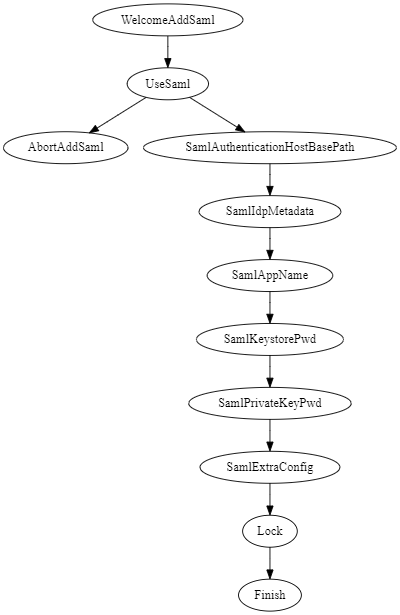 WelcomeAddSaml
UseSaml
AbortAddSaml
SamlAuthenticationHostBasePath
SamlIdpMetadata
SamlAppName
SamlKeystorePwd
SamlPrivateKeyPwd
SamlExtraConfig
Lock
Finish